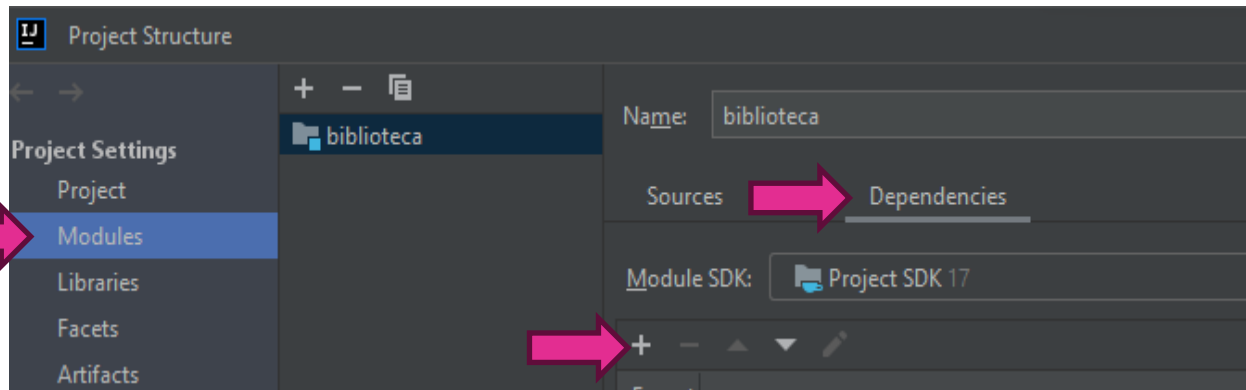 IJ Project Structure
Project Settings
Project
Modules
Libraries
Facets
Artifacts
biblioteca
Name: biblioteca
Sources Dependencies
Module SDK: Project SDK 17